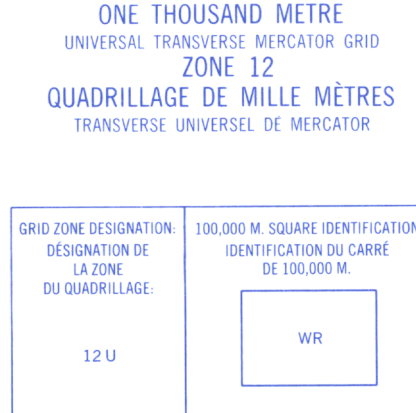 ONE THOUSAND METRE
UNIVERSAL TRANSVERSE MERCATOR GRID
ZONE 12
QUADRILLAGE DE MILLE MÈTRES
TRANSVERSE UNIVERSEL DE MERCATOR
GRID ZONE DESIGNATION:
DÉSIGNATION DE
LA ZONE
DU QUADRILLAGE:
12 U
100,000 M. SQUARE IDENTIFICATION
IDENTIFICATION DU CARRÉ
DE 100,000 M.
WR